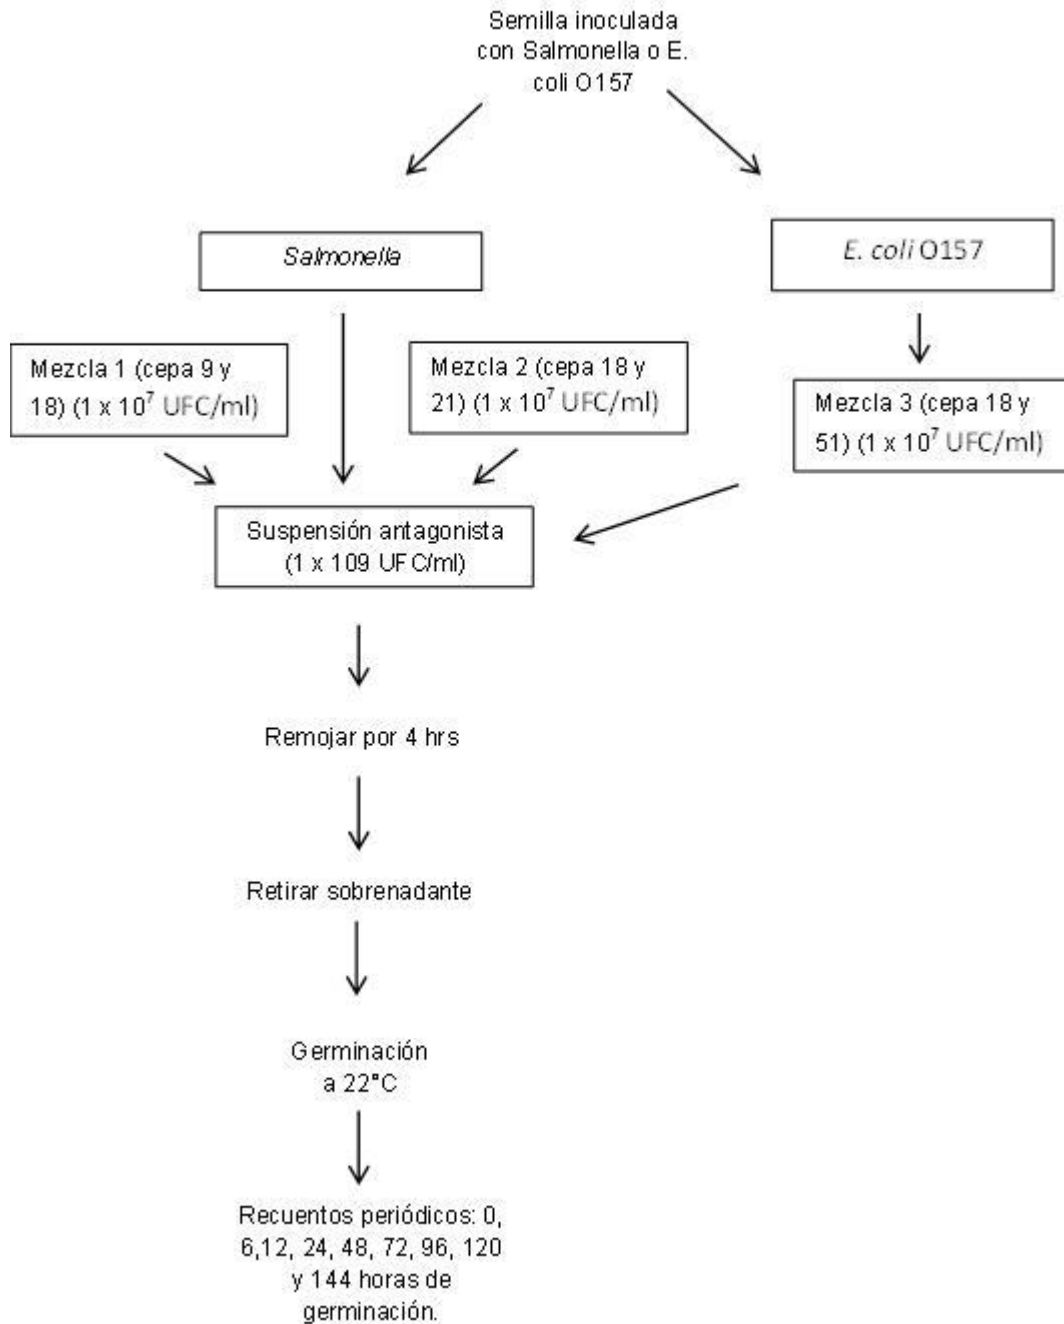 Semilla inoculada
con Salmonella o E.
coli O157
Salmonella
E. coli O157
Mezcla 1 (cepa 9 y
18) (1 x 10⁷ UFC/ml)
Mezcla 2 (cepa 18 y
21) (1 x 10⁷ UFC/ml)
Mezcla 3 (cepa 18 y
51) (1 x 10⁷ UFC/ml)
Suspensión antagonista
(1 x 109 UFC/ml)
Remojar por 4 hrs
Retirar sobrenadante
Germinación
a 22°C
Recuentos periódicos: 0,
6,12, 24, 48, 72, 96, 120
y 144 horas de
germinación.